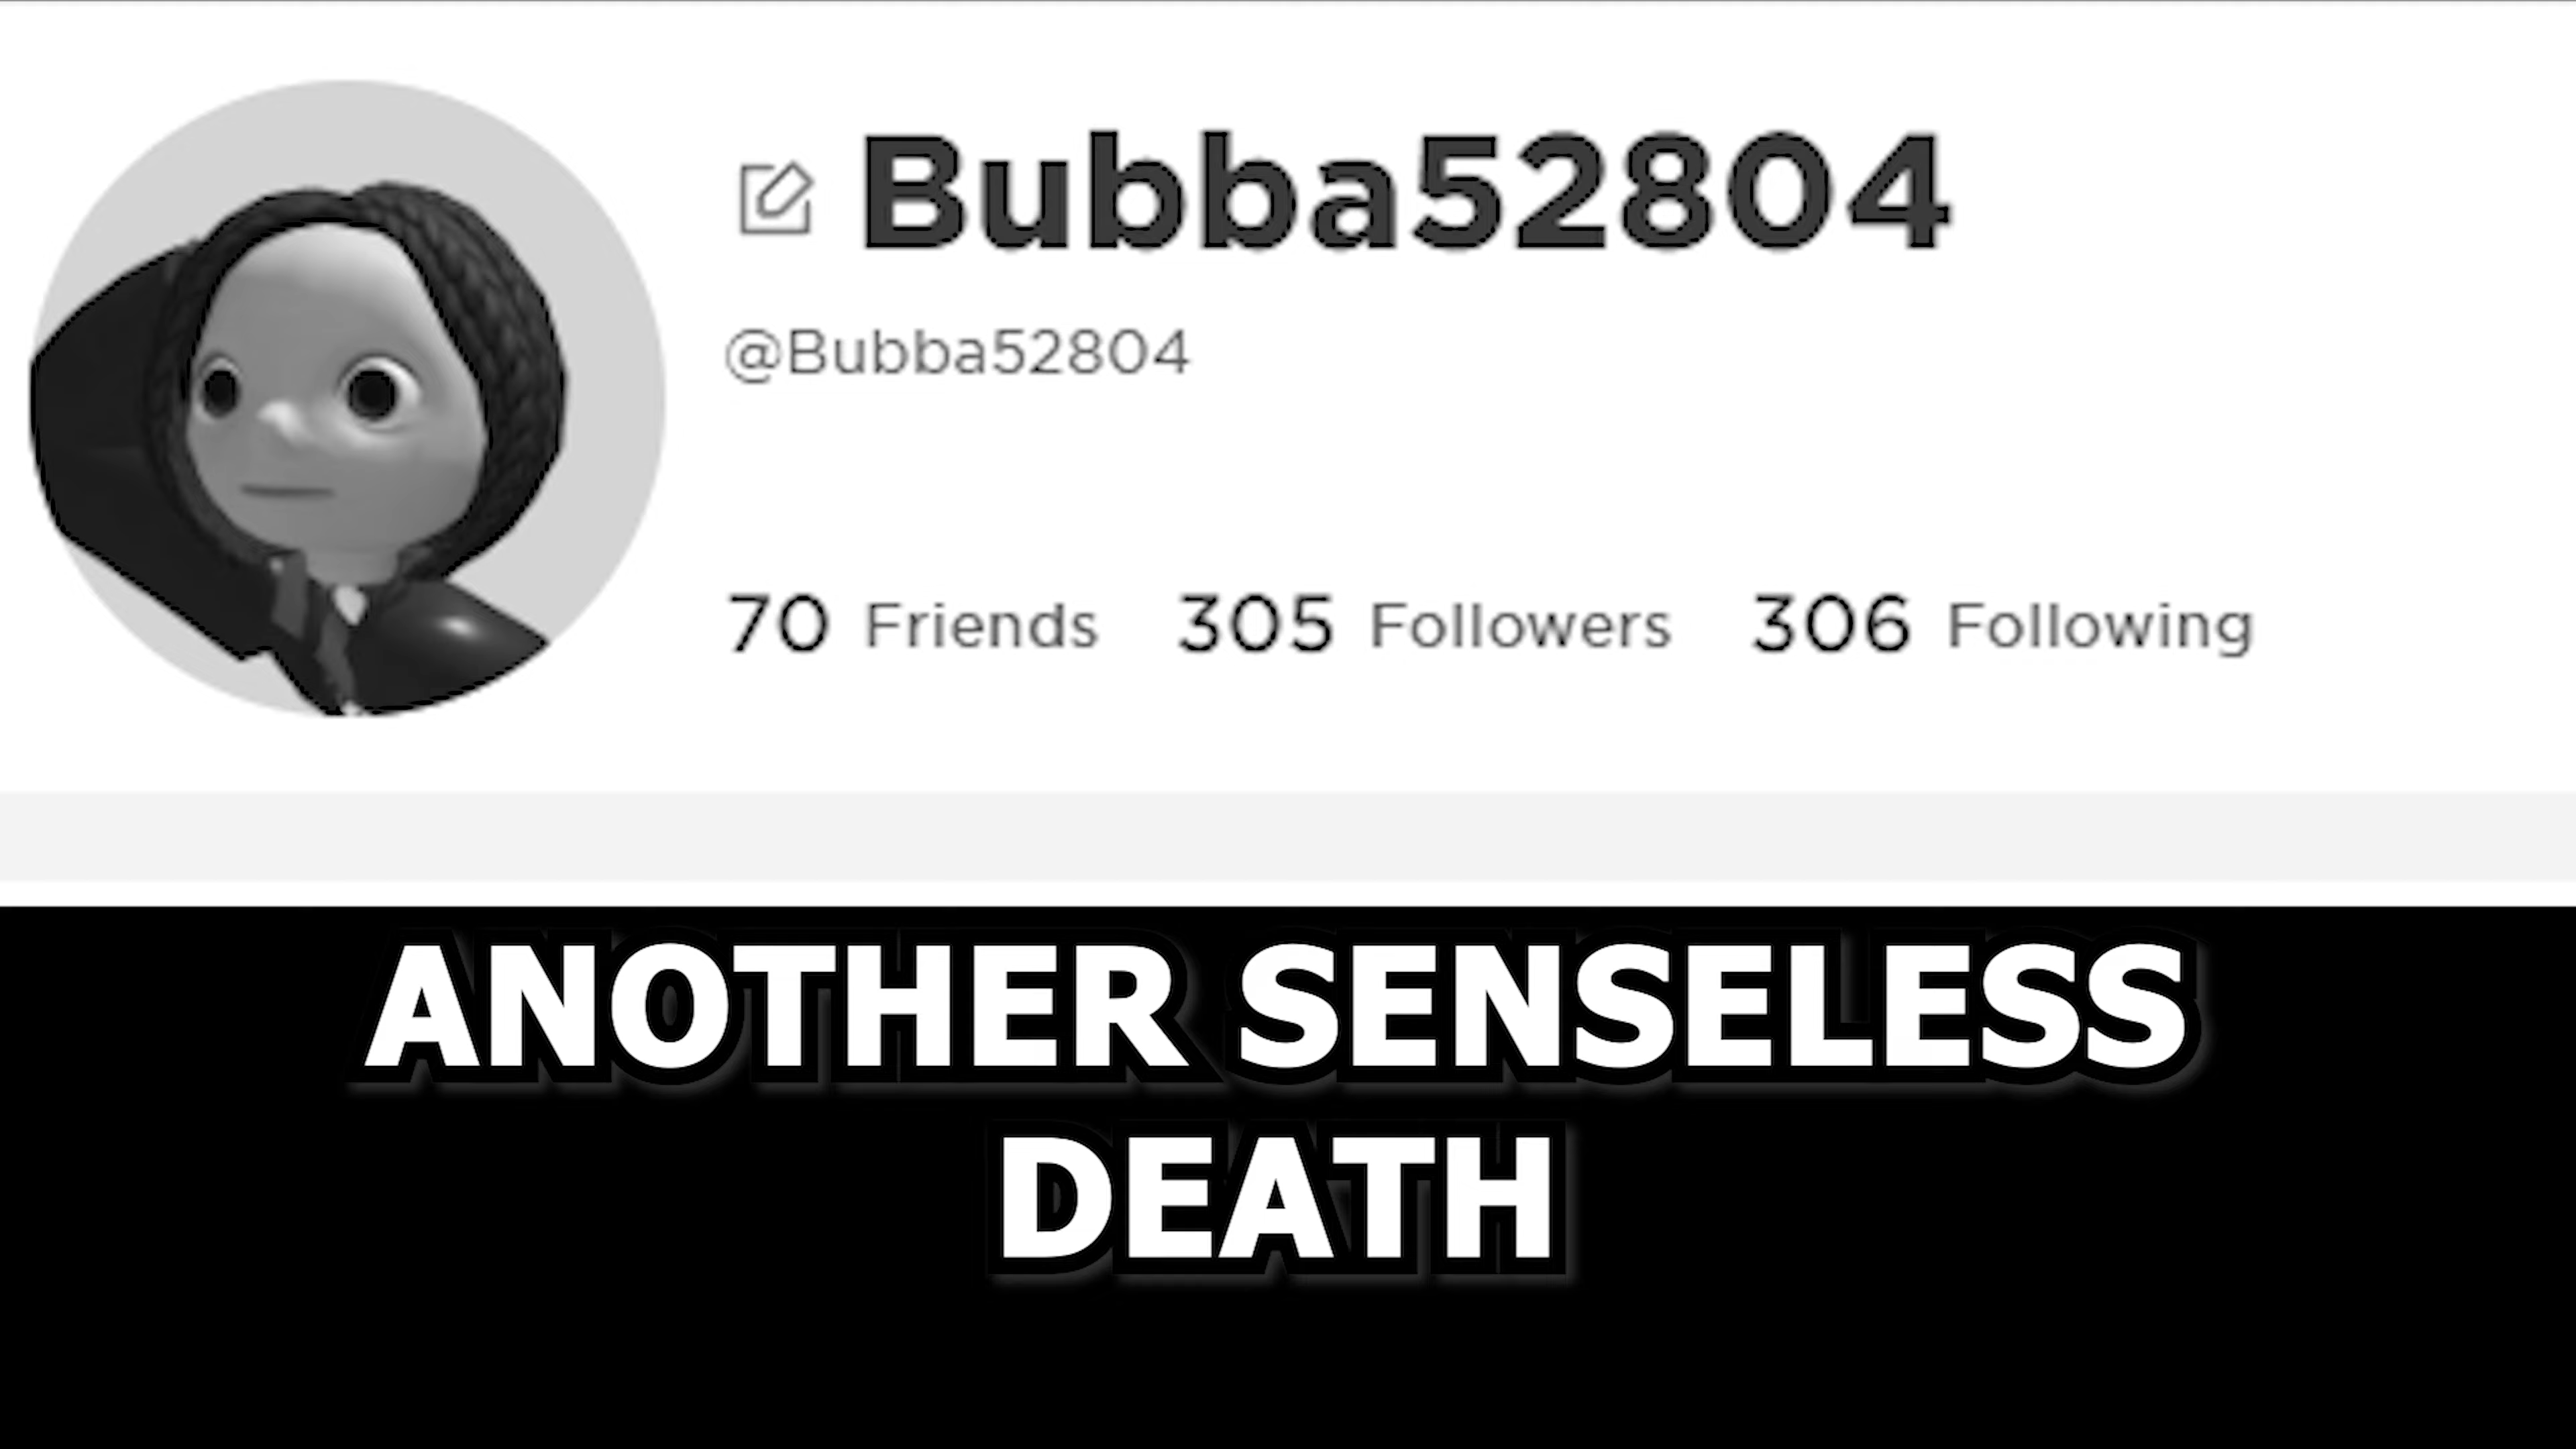 Bubba52804
@Bubba52804
70 Friends 305 Followers 306 Following
ANOTHER SENSELESS
DEATH